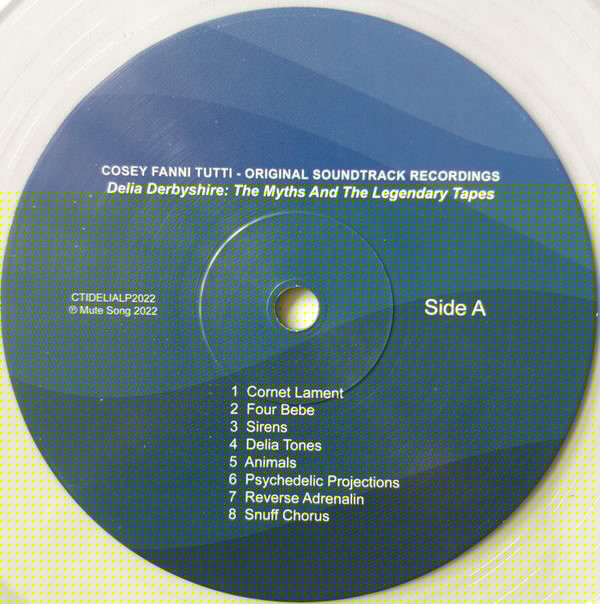 COSEY FANNI TUTTI - ORIGINAL SOUNDTRACK RECORDINGS
Delia Derbyshire: The Myths And The Legendary Tapes
CTIDELIALP2022
℗ Mute Song 2022
Side A
1 Cornet Lament
2 Four Bebe
3 Sirens
4 Delia Tones
5 Animals
6 Psychedelic Projections
7 Reverse Adrenalin
8 Snuff Chorus